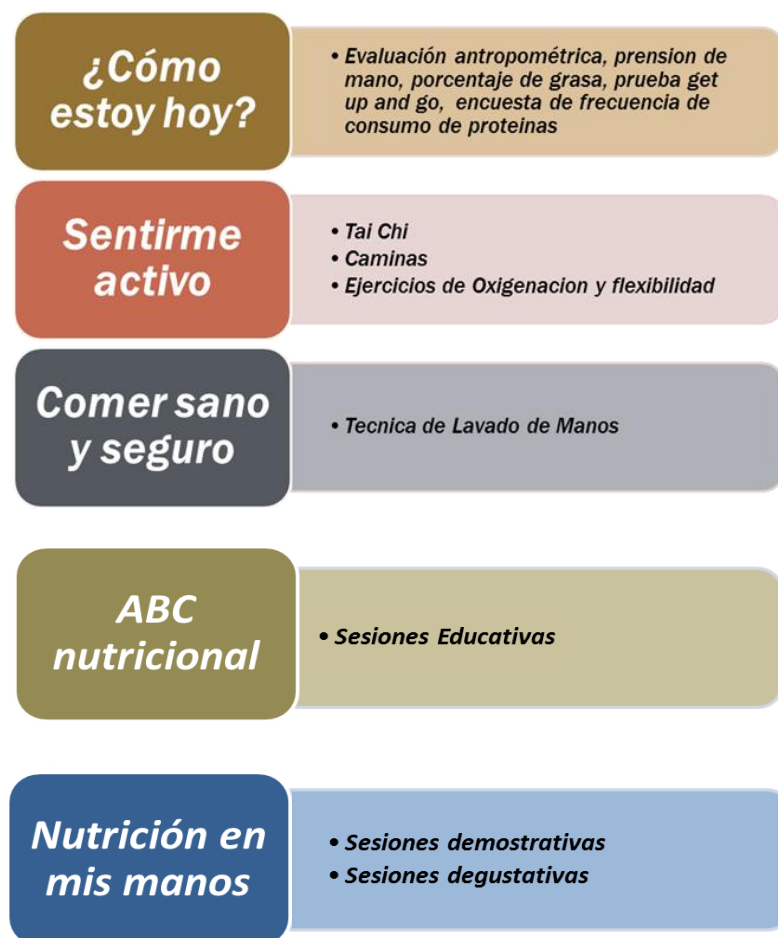 ¿Cómo
estoy hoy?
• Evaluación antropométrica, prension de
mano, porcentaje de grasa, prueba get
up and go, encuesta de frecuencia de
consumo de proteinas
Sentirme
activo
• Tai Chi
• Caminas
• Ejercicios de Oxigenacion y flexibilidad
Comer sano
y seguro
• Tecnica de Lavado de Manos
ABC
nutricional
• Sesiones Educativas
Nutrición en
mis manos
• Sesiones demostrativas
• Sesiones degustativas